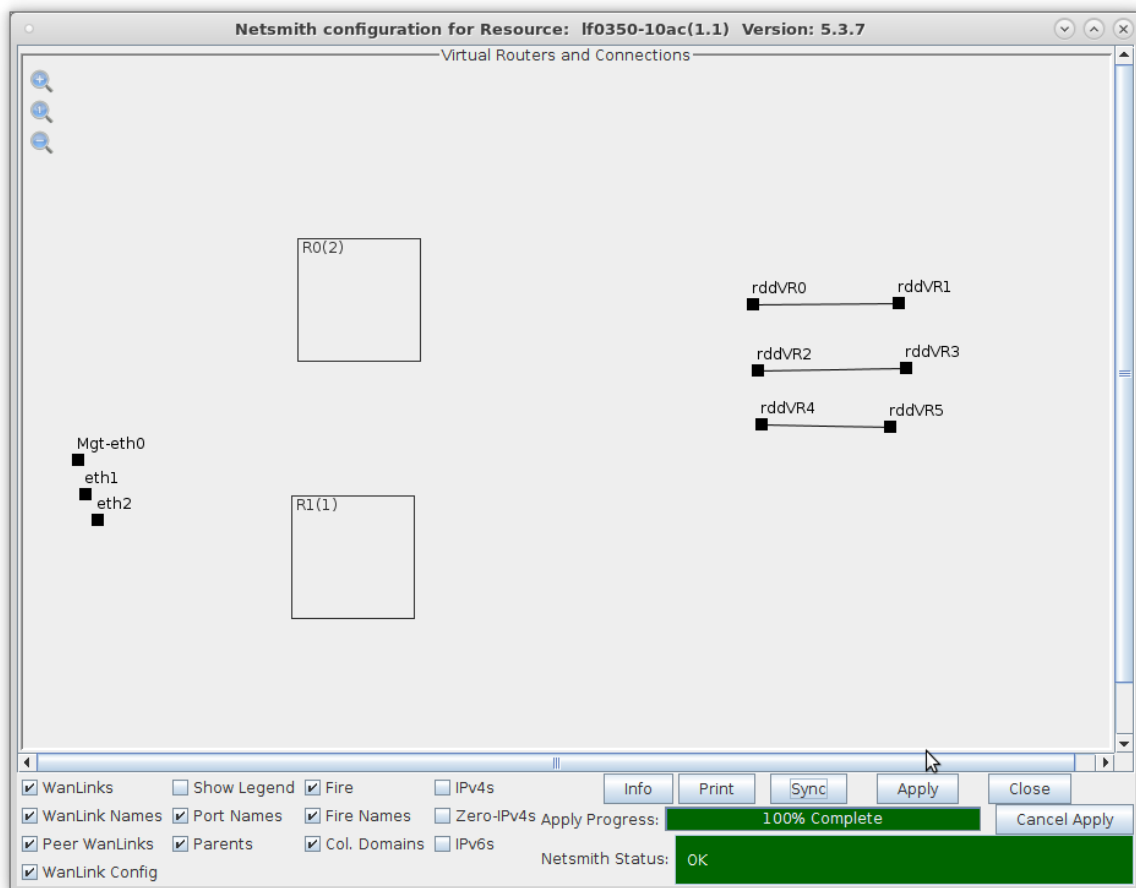 Netsmith configuration for Resource:  lf0350-10ac(1.1)  Version: 5.3.7
Virtual Routers and Connections
R0(2)
rddVR0
rddVR1
rddVR2
rddVR3
rddVR4
rddVR5
Mgt-eth0
eth1
eth2
R1(1)
WanLinks Show Legend Fire IPv4s Info Print Sync Apply Close
WanLink Names Port Names Fire Names Zero-IPv4s Apply Progress: 100% Complete Cancel Apply
Peer WanLinks Parents Col. Domains IPv6s Netsmith Status: OK
WanLink Config